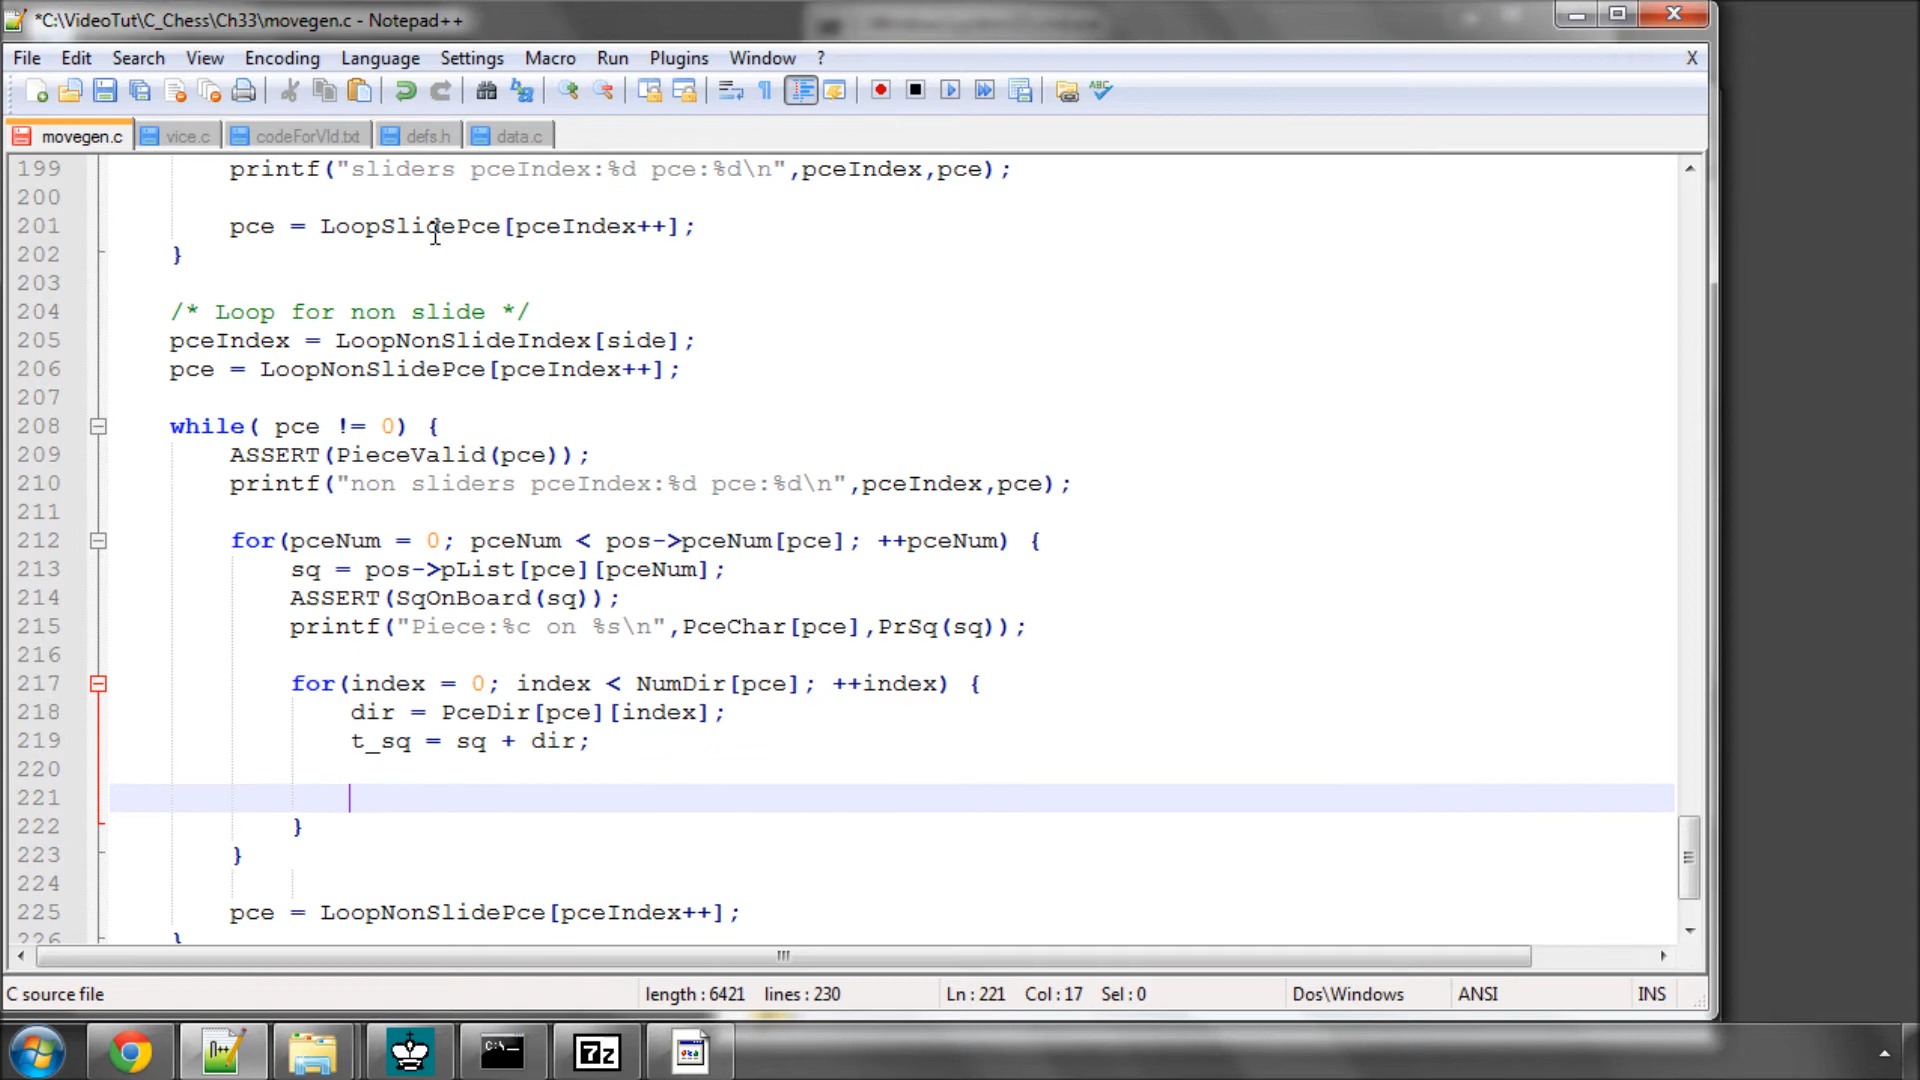 *C:\VideoTut\C_Chess\Ch33\movegen.c - Notepad++
File Edit Search View Encoding Language Settings Macro Run Plugins Window ? X
movegen.c vice.c codeForVId.txt defs.h data.c
199 printf("sliders pceIndex:%d pce:%d\n",pceIndex,pce);
200
201 pce = LoopSlidePce[pceIndex++];
202 }
203
204 /* Loop for non slide */
205 pceIndex = LoopNonSlideIndex[side];
206 pce = LoopNonSlidePce[pceIndex++];
207
208 while( pce != 0) {
209 ASSERT(PieceValid(pce));
210 printf("non sliders pceIndex:%d pce:%d\n",pceIndex,pce);
211
212 for(pceNum = 0; pceNum < pos->pceNum[pce]; ++pceNum) {
213 sq = pos->pList[pce][pceNum];
214 ASSERT(SqOnBoard(sq));
215 printf("Piece:%c on %s\n",PceChar[pce],PrSq(sq));
216
217 for(index = 0; index < NumDir[pce]; ++index) {
218 dir = PceDir[pce][index];
219 t_sq = sq + dir;
220
221
222 }
223 }
224
225 pce = LoopNonSlidePce[pceIndex++];
226 }
C source file length : 6421 lines : 230 Ln : 221 Col : 17 Sel : 0 Dos\Windows ANSI INS